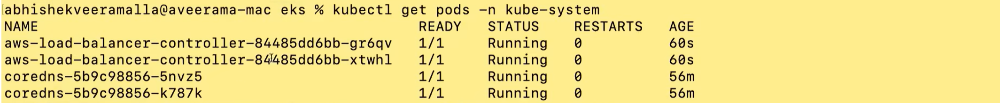 abhishekveeramalla@aveerama-mac eks % kubectl get pods -n kube-system
NAME READY STATUS RESTARTS AGE
aws-load-balancer-controller-84485dd6bb-gr6qv 1/1 Running 0 60s
aws-load-balancer-controller-84485dd6bb-xtwhl 1/1 Running 0 60s
coredns-5b9c98856-5nvz5 1/1 Running 0 56m
coredns-5b9c98856-k787k 1/1 Running 0 56m